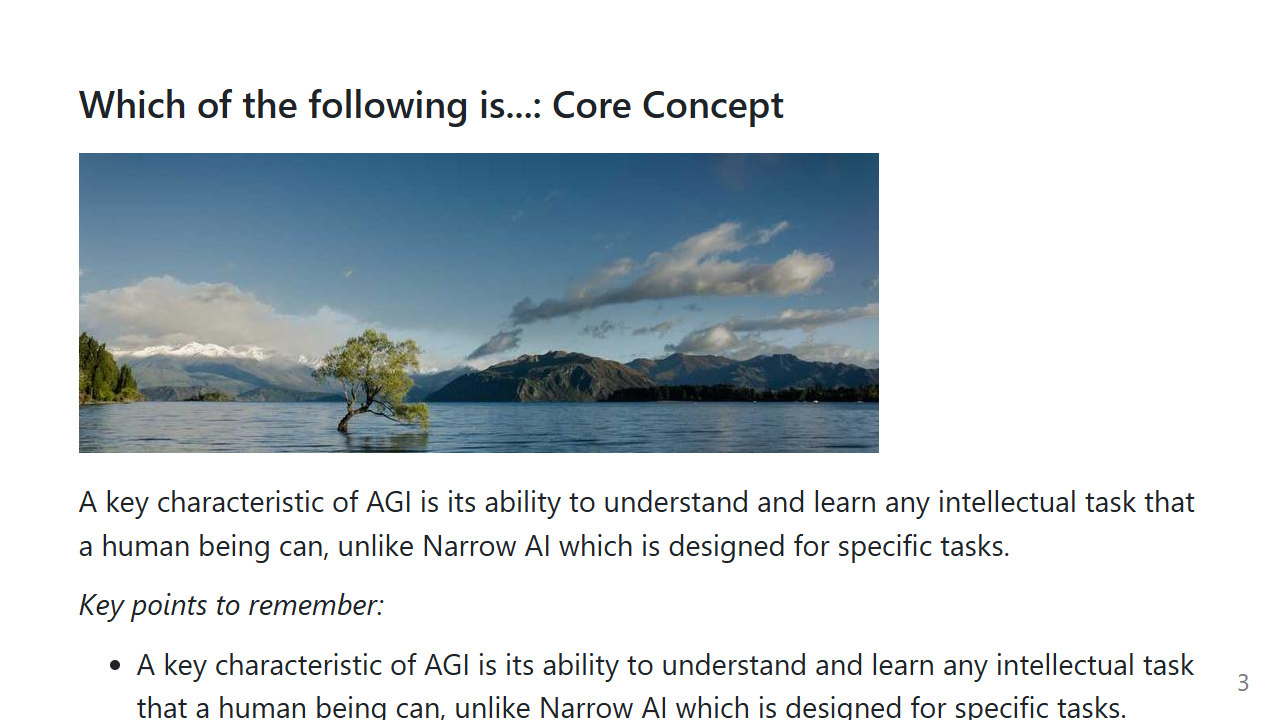 Which of the following is...: Core Concept
A key characteristic of AGI is its ability to understand and learn any intellectual task that
a human being can, unlike Narrow AI which is designed for specific tasks.
Key points to remember:
• A key characteristic of AGI is its ability to understand and learn any intellectual task
that a human being can, unlike Narrow AI which is designed for specific tasks.
3